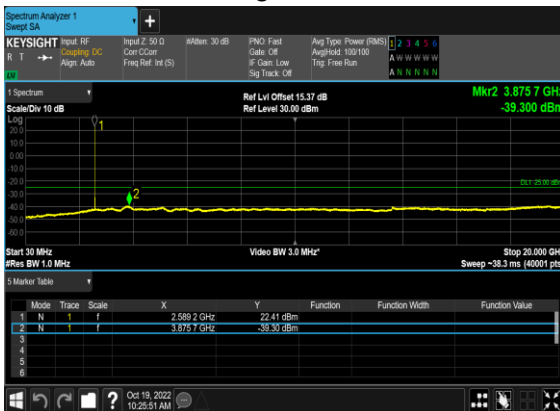 Spectrum Analyzer 1
Swept SA
KEYSIGHT Input: RF Input Z: 50 Ω #Atten: 30 dB PNO: Fast Avg Type: Power (RMS) 1 2 3 4 5 6
R T Coupling: DC Corr CCorr Gate: Off Avg|Hold: 100/100 A W W W W W
Align: Auto Freq Ref: Int (S) IF Gain: Low Trig: Free Run
LV Sig Track: Off A N N N N N
1 Spectrum Ref Lvl Offset 15.37 dB Mkr2 3.875 7 GHz
Scale/Div 10 dB Ref Level 30.00 dBm -39.300 dBm
Log
20.0
10.0
0.00
-10.0
-20.0
-30.0
-40.0
-50.0
-60.0
1
2
DL1 -25.00 dBm
Start 30 MHz Video BW 3.0 MHz* Stop 20.000 GHz
#Res BW 1.0 MHz Sweep ~38.3 ms (40001 pts)
5 Marker Table
Mode Trace Scale X Y Function Function Width Function Value
1 N 1 f 2.589 2 GHz 22.41 dBm
2 N 1 f 3.875 7 GHz -39.30 dBm
3
4
5
6
? Oct 19, 2022
10:25:51 AM